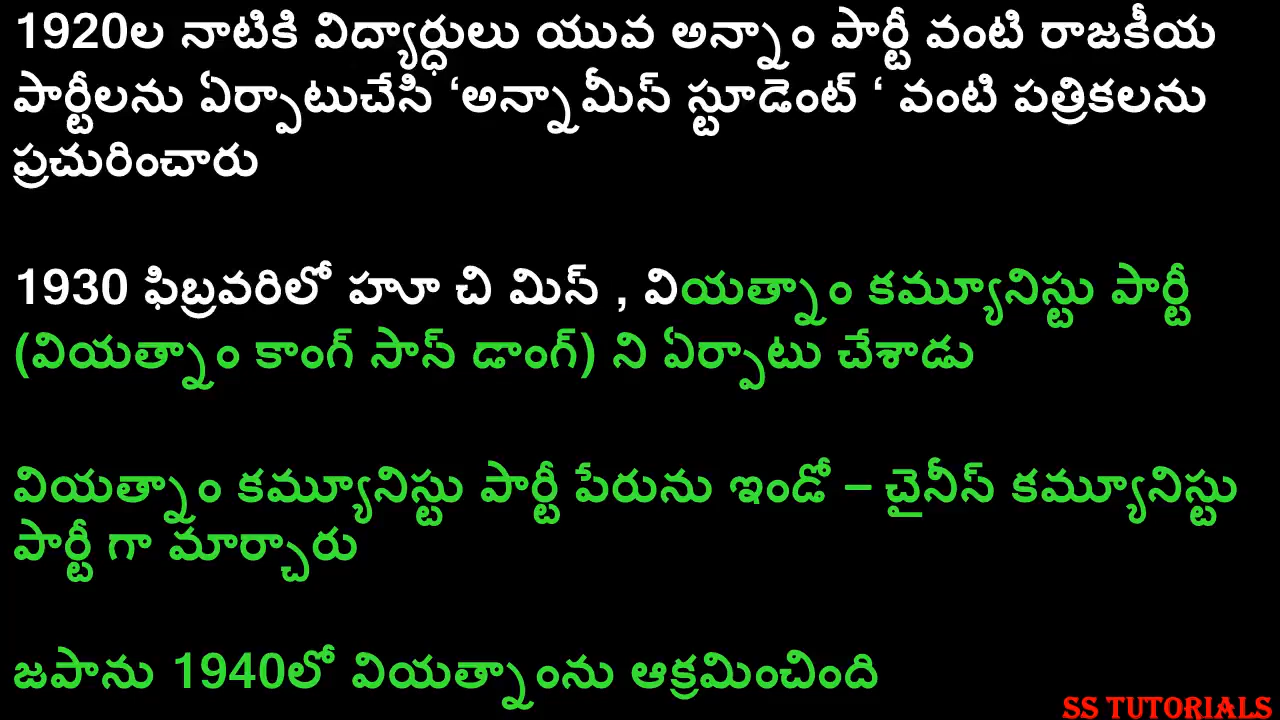 1920ల నాటికి విద్యార్ధులు యువ అన్నాం పార్టీ వంటి రాజకీయ
పార్టీలను ఏర్పాటుచేసి ‘అన్నామీస్ స్టూడెంట్ ‘ వంటి పత్రికలను
ప్రచురించారు
1930 ఫిబ్రవరిలో హూ చి మిస్ , వియత్నాం కమ్యూనిస్టు పార్టీ
(వియత్నాం కాంగ్ సాస్ డాంగ్) ని ఏర్పాటు చేశాడు
వియత్నాం కమ్యూనిస్టు పార్టీ పేరును ఇండో – చైనీస్ కమ్యూనిస్టు
పార్టీ గా మార్చారు
జపాను 1940లో వియత్నాంను ఆక్రమించింది
SS TUTORIALS